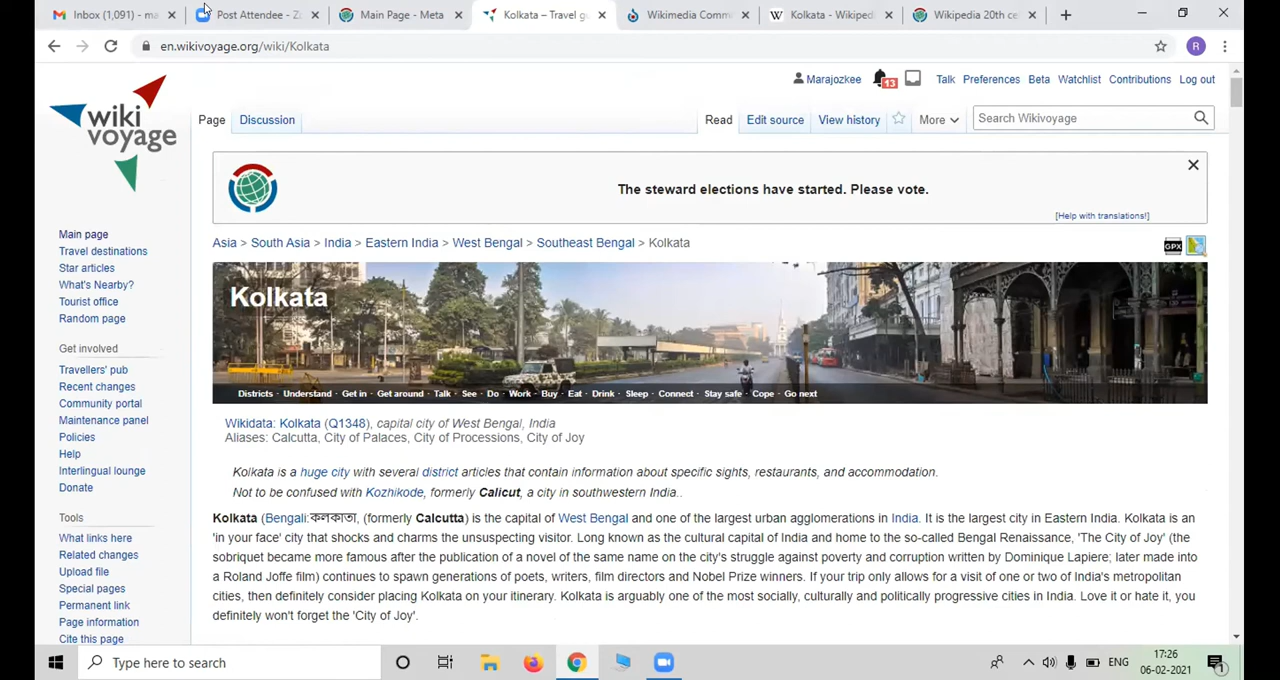 Inbox (1,091) - ma
Post Attendee - Zo
Main Page - Meta
Kolkata – Travel gu
Wikimedia Comm
Kolkata - Wikiped
Wikipedia 20th ce
en.wikivoyage.org/wiki/Kolkata
R
wiki
voyage
Marajozkee 13 Talk Preferences Beta Watchlist Contributions Log out
Page Discussion Read Edit source View history More Search Wikivoyage
The steward elections have started. Please vote.
[Help with translations!]
Main page
Travel destinations
Star articles
What's Nearby?
Tourist office
Random page
Get involved
Travellers' pub
Recent changes
Community portal
Maintenance panel
Policies
Help
Interlingual lounge
Donate
Tools
What links here
Related changes
Upload file
Special pages
Permanent link
Page information
Cite this page
Asia > South Asia > India > Eastern India > West Bengal > Southeast Bengal > Kolkata
GPX
Kolkata
Districts · Understand · Get in · Get around · Talk · See · Do · Work · Buy · Eat · Drink · Sleep · Connect · Stay safe · Cope · Go next
Wikidata: Kolkata (Q1348), capital city of West Bengal, India
Aliases: Calcutta, City of Palaces, City of Processions, City of Joy
Kolkata is a huge city with several district articles that contain information about specific sights, restaurants, and accommodation.
Not to be confused with Kozhikode, formerly Calicut, a city in southwestern India..
Kolkata (Bengali:কলকাতা, (formerly Calcutta) is the capital of West Bengal and one of the largest urban agglomerations in India. It is the largest city in Eastern India. Kolkata is an
'in your face' city that shocks and charms the unsuspecting visitor. Long known as the cultural capital of India and home to the so-called Bengal Renaissance, 'The City of Joy' (the
sobriquet became more famous after the publication of a novel of the same name on the city's struggle against poverty and corruption written by Dominique Lapiere; later made into
a Roland Joffe film) continues to spawn generations of poets, writers, film directors and Nobel Prize winners. If your trip only allows for a visit of one or two of India's metropolitan
cities, then definitely consider placing Kolkata on your itinerary. Kolkata is arguably one of the most socially, culturally and politically progressive cities in India. Love it or hate it, you
definitely won't forget the 'City of Joy'.
Type here to search
ENG
17:26
06-02-2021
1